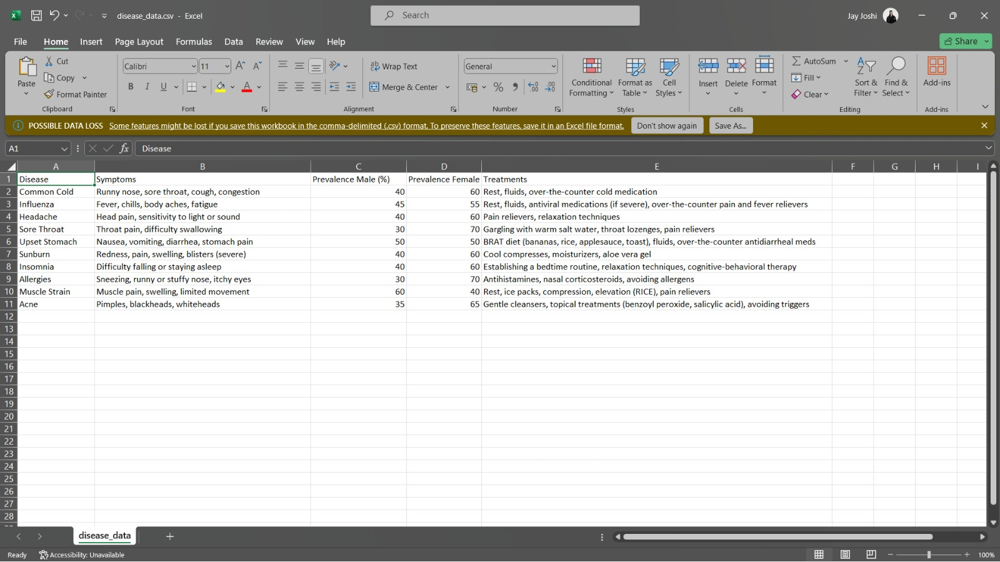 disease_data.csv - Excel
Search
Jay Joshi
File Home Insert Page Layout Formulas Data Review View Help
Share
Paste
Cut
Copy
Format Painter
Clipboard
Calibri 11
B I U
Font
Wrap Text
Merge & Center
Alignment
General
Number
Conditional Formatting
Format as Table
Cell Styles
Styles
Insert Delete Format
Cells
AutoSum
Fill
Clear
Sort & Filter
Find & Select
Editing
Add-ins
Add-ins
POSSIBLE DATA LOSS Some features might be lost if you save this workbook in the comma-delimited (.csv) format. To preserve these features, save it in an Excel file format. Don't show again Save As...
A1 fx Disease
A B C D E F G H I
1 Disease Symptoms Prevalence Male (%) Prevalence Female Treatments
2 Common Cold Runny nose, sore throat, cough, congestion 40 60 Rest, fluids, over-the-counter cold medication
3 Influenza Fever, chills, body aches, fatigue 45 55 Rest, fluids, antiviral medications (if severe), over-the-counter pain and fever relievers
4 Headache Head pain, sensitivity to light or sound 40 60 Pain relievers, relaxation techniques
5 Sore Throat Throat pain, difficulty swallowing 30 70 Gargling with warm salt water, throat lozenges, pain relievers
6 Upset Stomach Nausea, vomiting, diarrhea, stomach pain 50 50 BRAT diet (bananas, rice, applesauce, toast), fluids, over-the-counter antidiarrheal meds
7 Sunburn Redness, pain, swelling, blisters (severe) 40 60 Cool compresses, moisturizers, aloe vera gel
8 Insomnia Difficulty falling or staying asleep 40 60 Establishing a bedtime routine, relaxation techniques, cognitive-behavioral therapy
9 Allergies Sneezing, runny or stuffy nose, itchy eyes 30 70 Antihistamines, nasal corticosteroids, avoiding allergens
10 Muscle Strain Muscle pain, swelling, limited movement 60 40 Rest, ice packs, compression, elevation (RICE), pain relievers
11 Acne Pimples, blackheads, whiteheads 35 65 Gentle cleansers, topical treatments (benzoyl peroxide, salicylic acid), avoiding triggers
12
13
14
15
16
17
18
19
20
21
22
23
24
25
26
27
28
disease_data
Ready Accessibility: Unavailable 100%